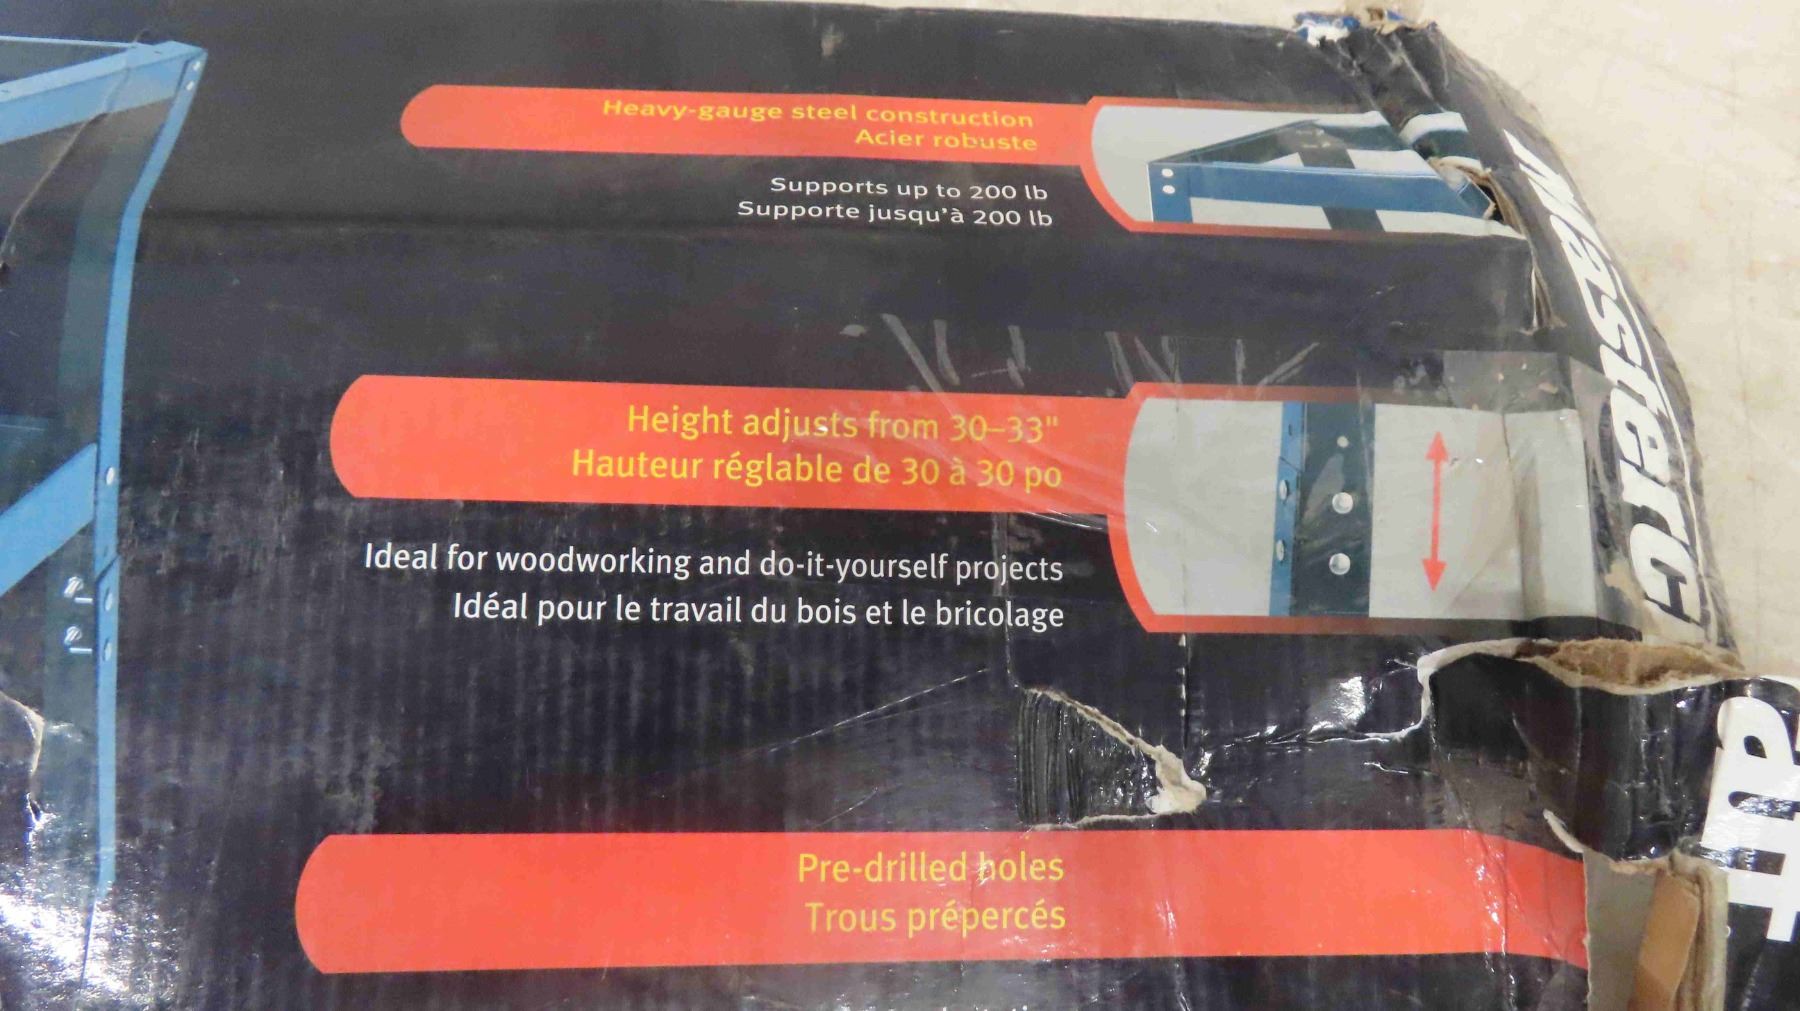 Heavy-gauge steel construction
Acier robuste
Supports up to 200 lb
Supporte jusqu'à 200 lb
Height adjusts from 30–33"
Hauteur réglable de 30 à 30 po
Ideal for woodworking and do-it-yourself projects
Idéal pour le travail du bois et le bricolage
Pre-drilled holes
Trous prépercés